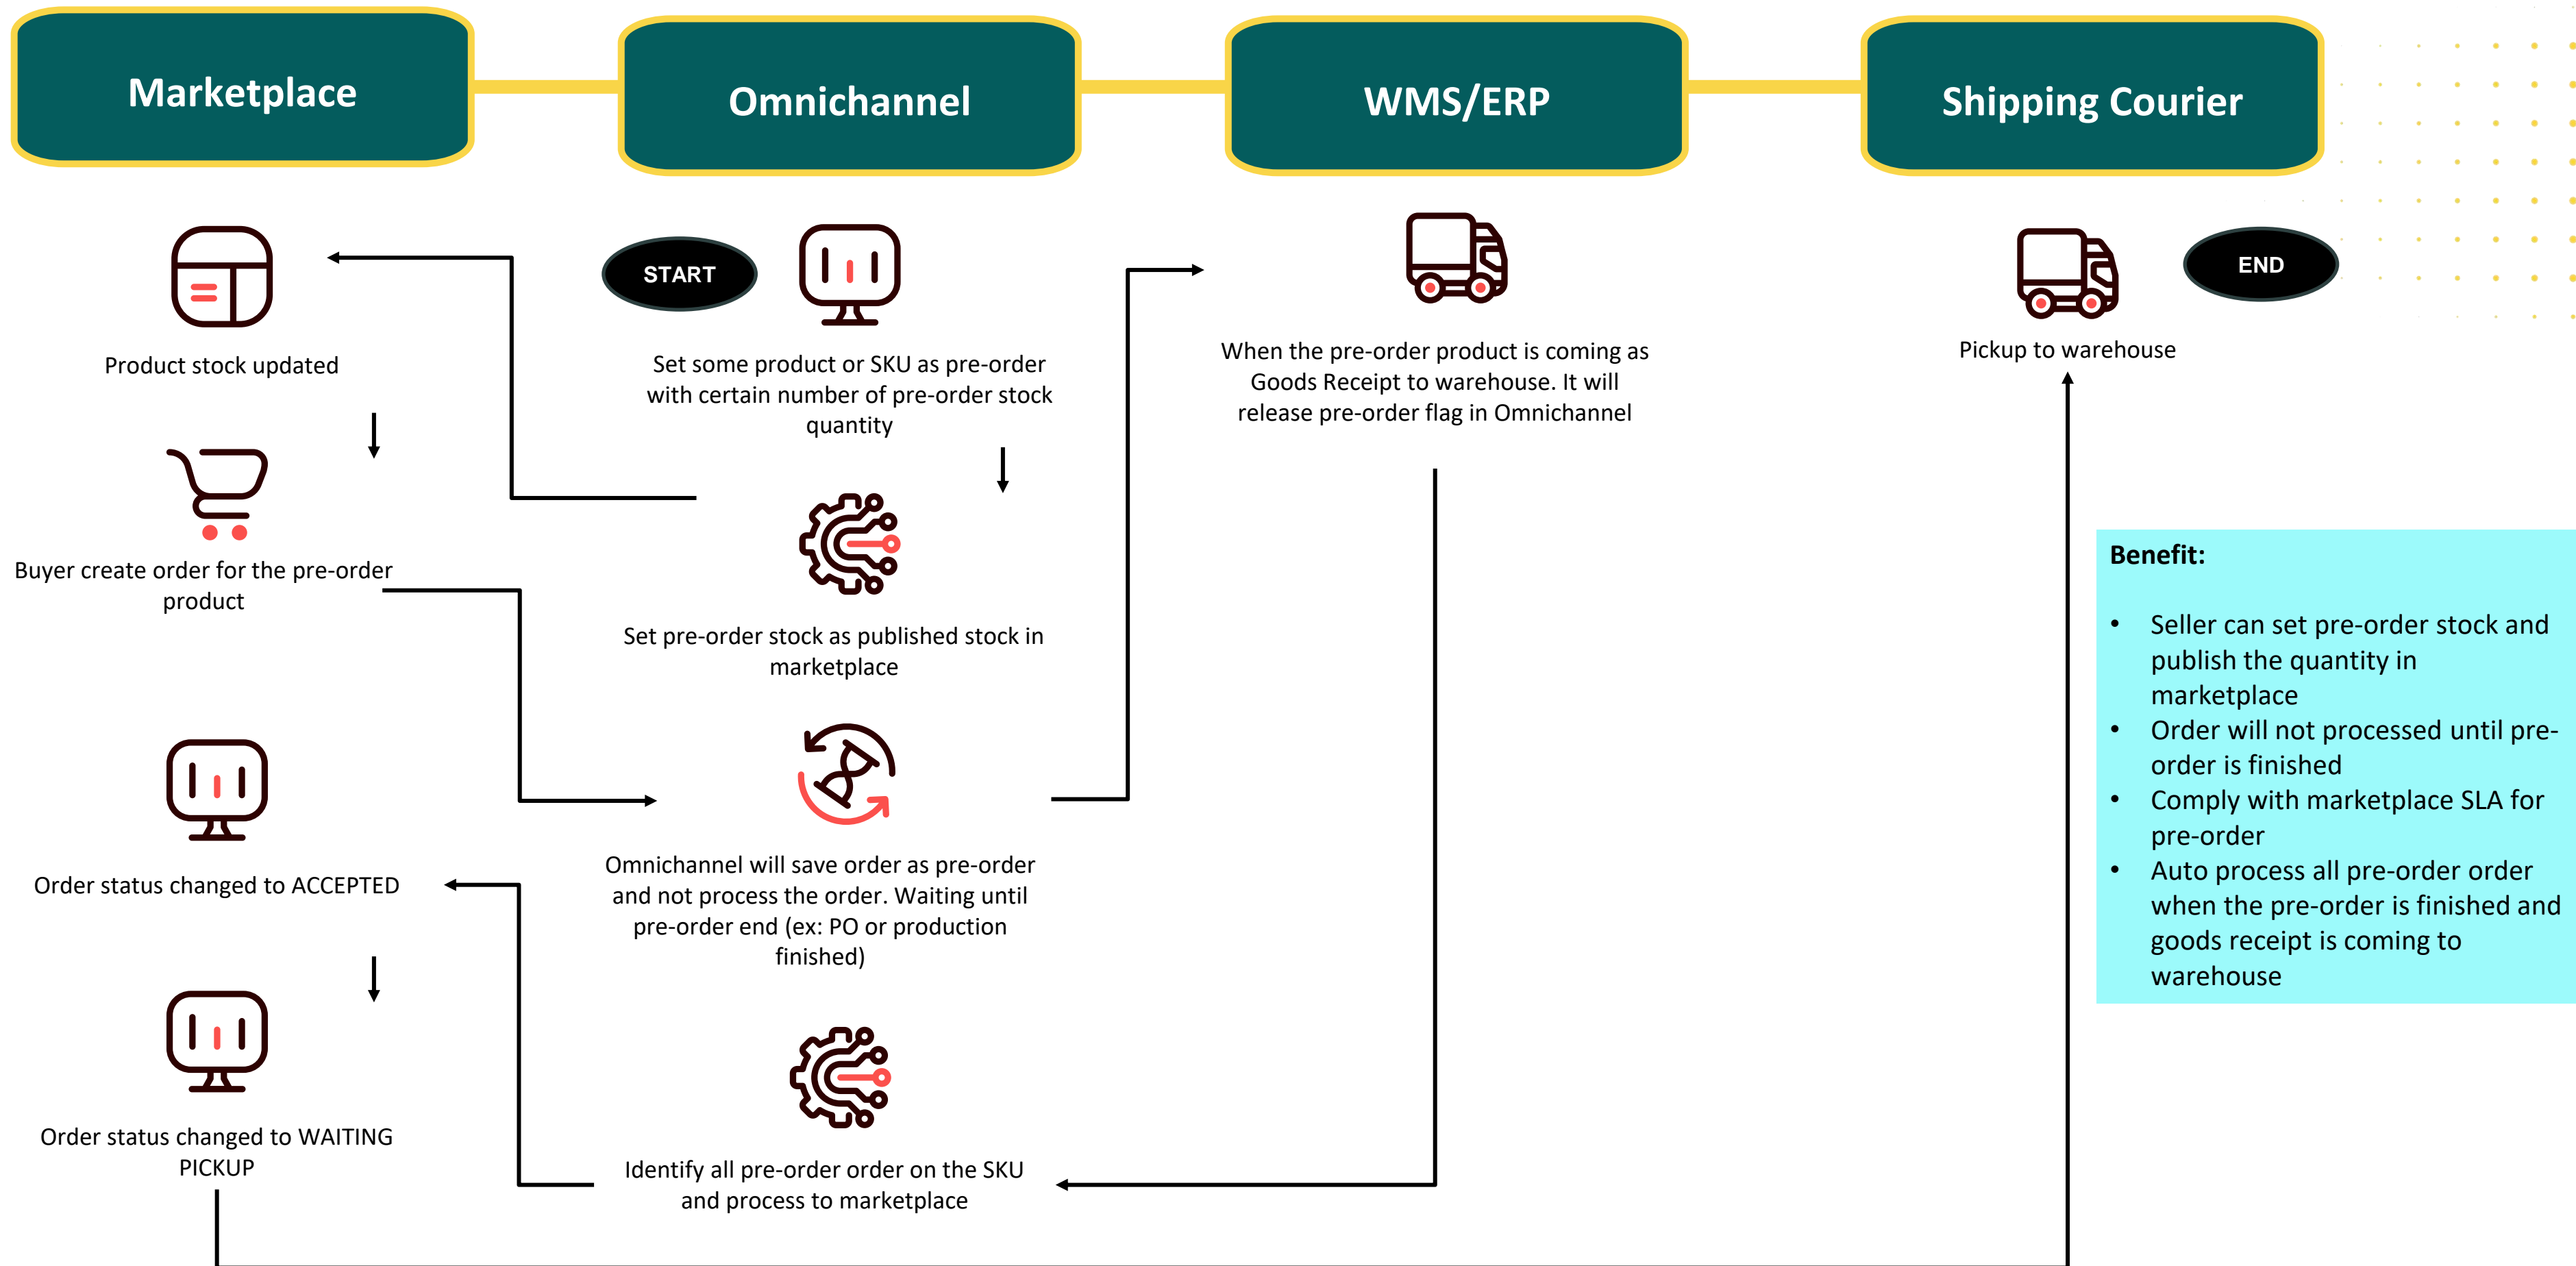 Marketplace
Omnichannel
WMS/ERP
Shipping Courier
START
END
Product stock updated
Set some product or SKU as pre-order
with certain number of pre-order stock
quantity
When the pre-order product is coming as
Goods Receipt to warehouse. It will
release pre-order flag in Omnichannel
Pickup to warehouse
Buyer create order for the pre-order
product
Set pre-order stock as published stock in
marketplace
Order status changed to ACCEPTED
Omnichannel will save order as pre-order
and not process the order. Waiting until
pre-order end (ex: PO or production
finished)
Order status changed to WAITING
PICKUP
Identify all pre-order order on the SKU
and process to marketplace
Benefit:
• Seller can set pre-order stock and
publish the quantity in
marketplace
• Order will not processed until pre-
order is finished
• Comply with marketplace SLA for
pre-order
• Auto process all pre-order order
when the pre-order is finished and
goods receipt is coming to
warehouse